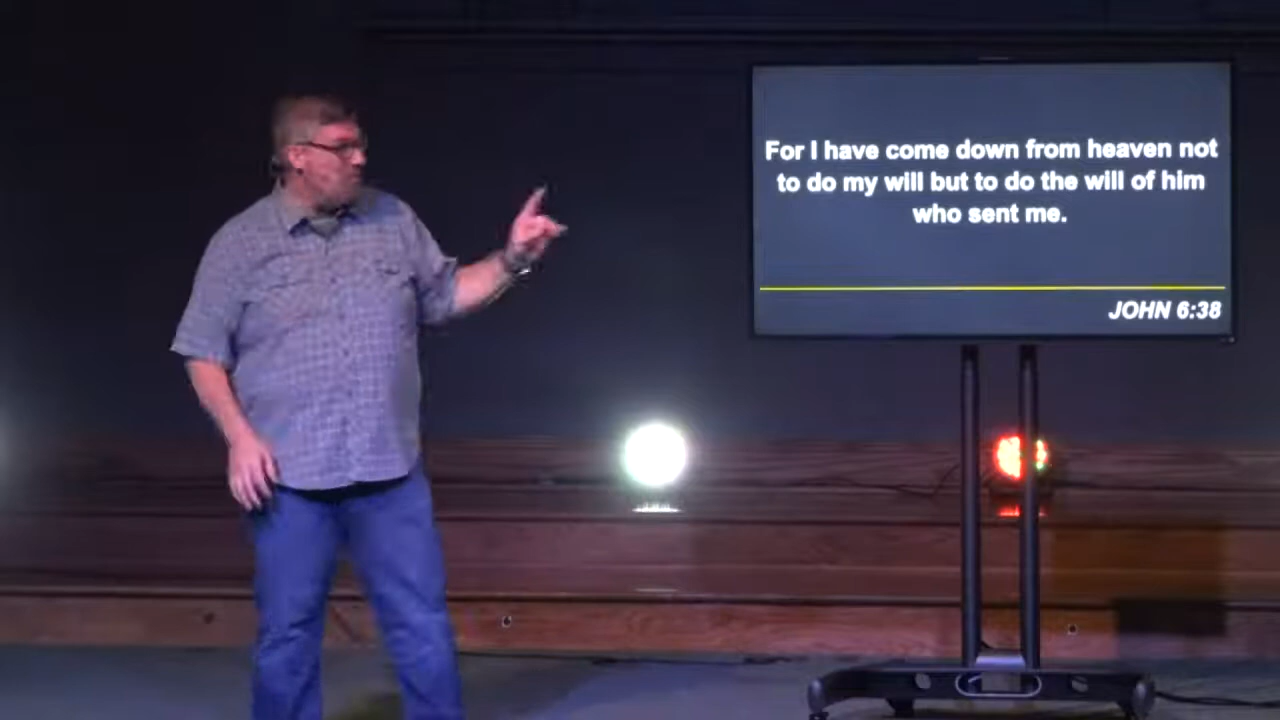 For I have come down from heaven not
to do my will but to do the will of him
who sent me.
JOHN 6:38